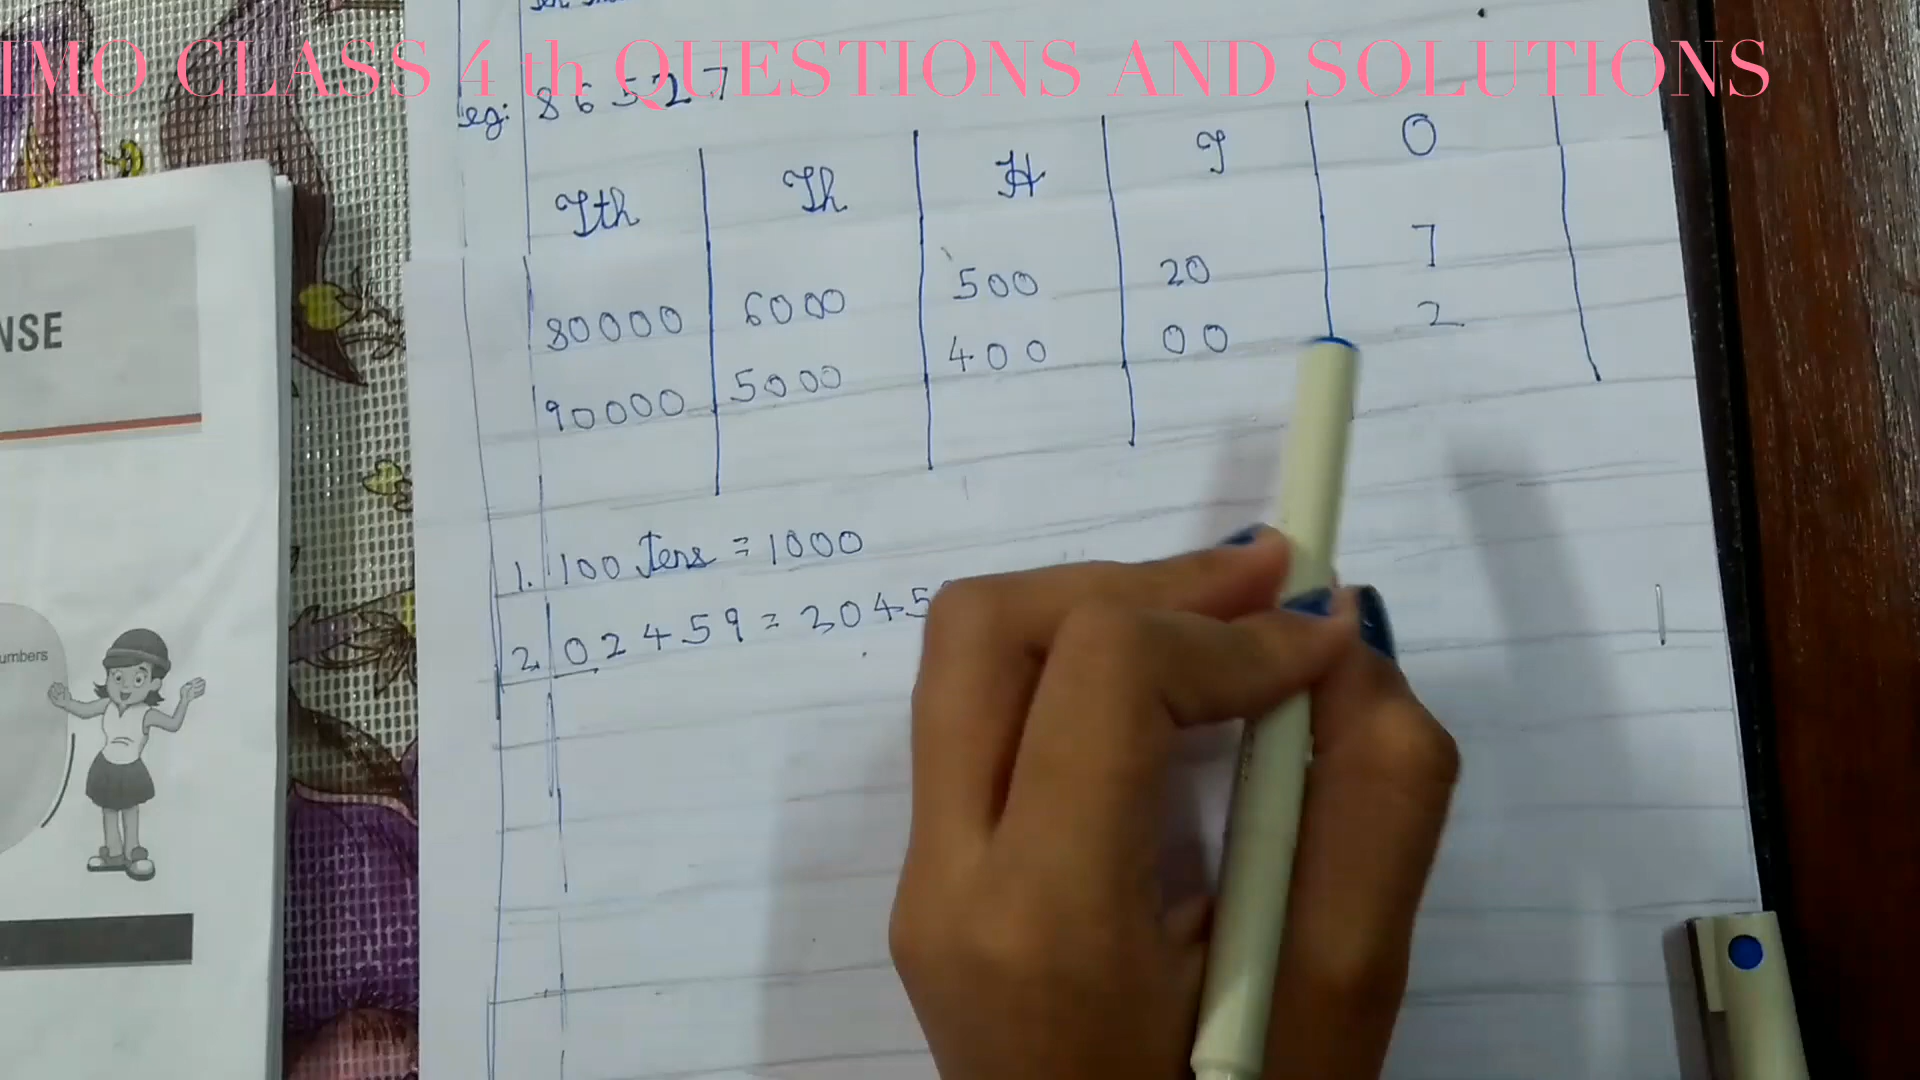 IMO CLASS 4 th QUESTIONS AND SOLUTIONS
eg: 86527
Tth Th H T O
80000 6000 500 20 7
90000 5000 400 00 2
1. 100 Tens = 1000
2. 02459 = 2045
NSE
umbers